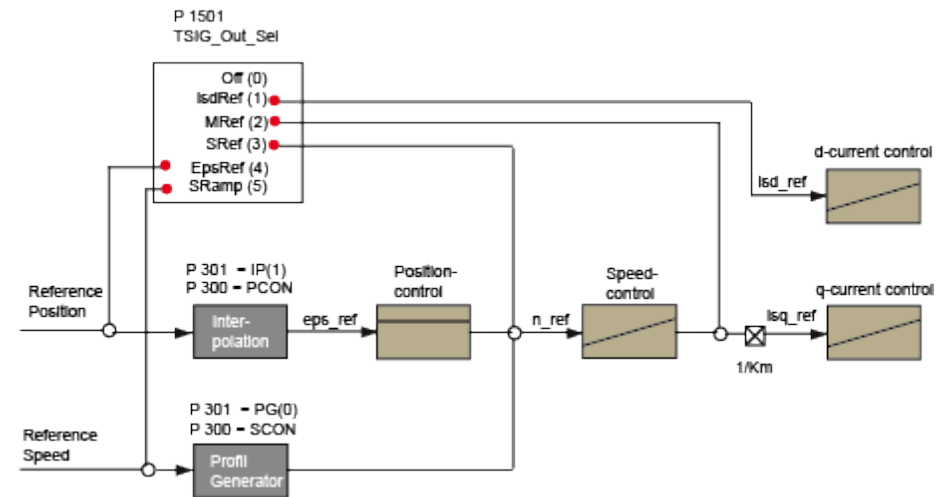 P 1501
TSIG_Out_Sel
Off (0)
IsdRef (1)
MRef (2)
SRef (3)
EpsRef (4)
SRamp (5)
d-current control
Isd_ref
P 301 = IP(1)
P 300 = PCON
Position-
control
Speed-
control
q-current control
Reference
Position
Inter-
polation
eps_ref
n_ref
Isq_ref
1/Km
P 301 = PG(0)
P 300 = SCON
Reference
Speed
Profil
Generator